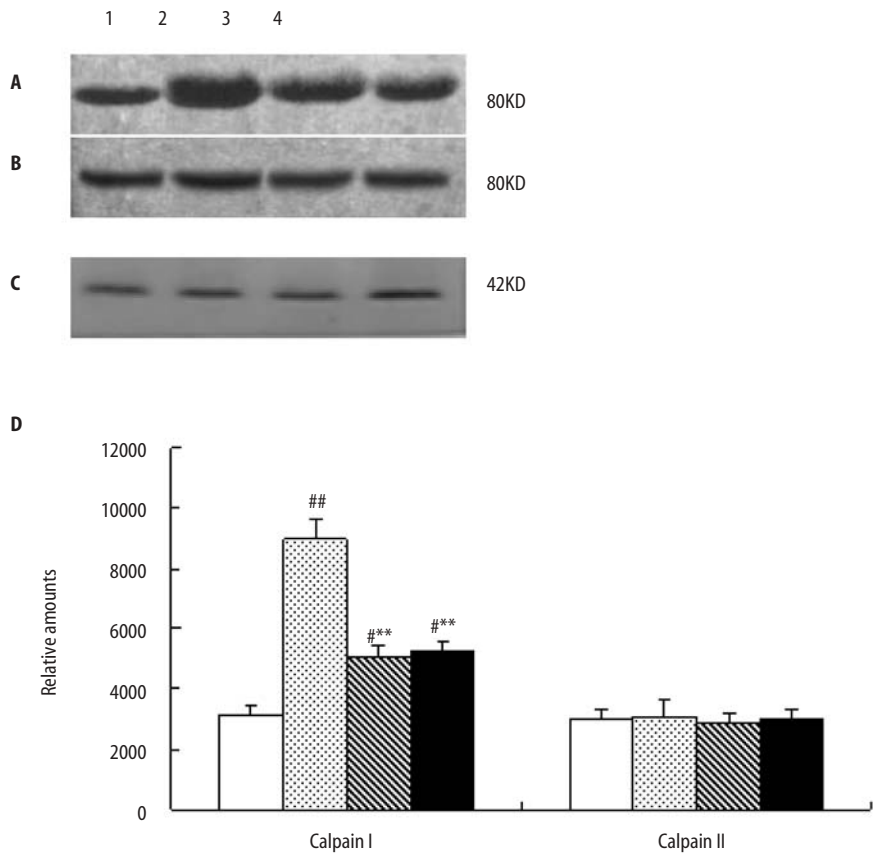 1 2 3 4
A
80KD
B
80KD
C
42KD
D
12000
10000
8000
6000
4000
2000
0
Relative amounts
##
#**
#**
Calpain I
Calpain II